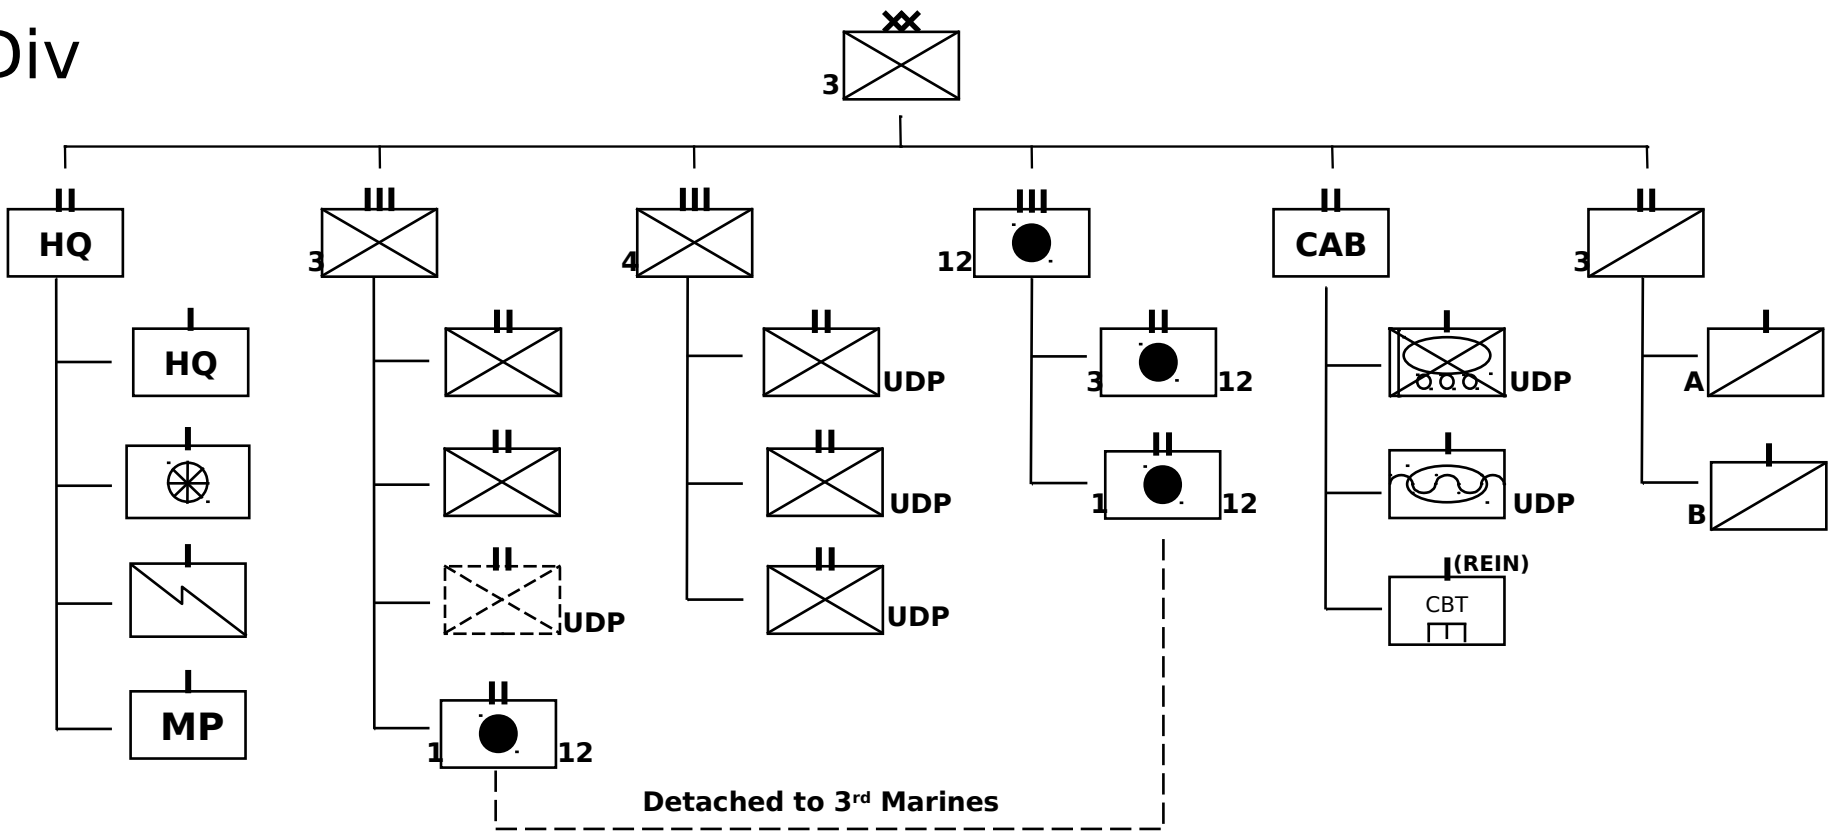 Div
3
HQ
3
4
12
CAB
3
HQ
UDP
3
12
UDP
A
UDP
1
12
UDP
B
(REIN)
CBT
UDP
UDP
MP
1
12
Detached to 3rd Marines